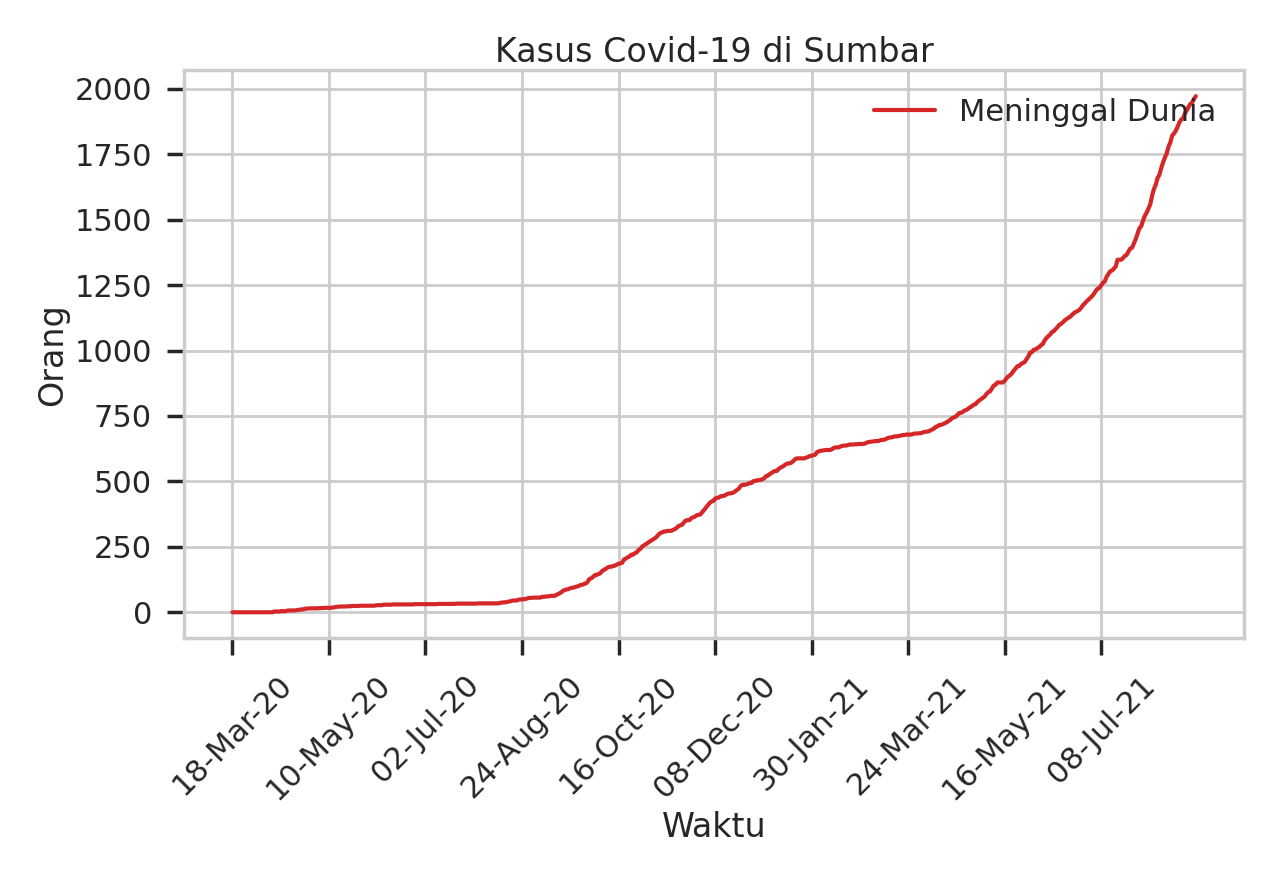 Kasus Covid-19 di Sumbar
Meninggal Dunia
2000
1750
1500
1250
1000
750
500
250
0
Orang
18-Mar-20
10-May-20
02-Jul-20
24-Aug-20
16-Oct-20
08-Dec-20
30-Jan-21
24-Mar-21
16-May-21
08-Jul-21
Waktu